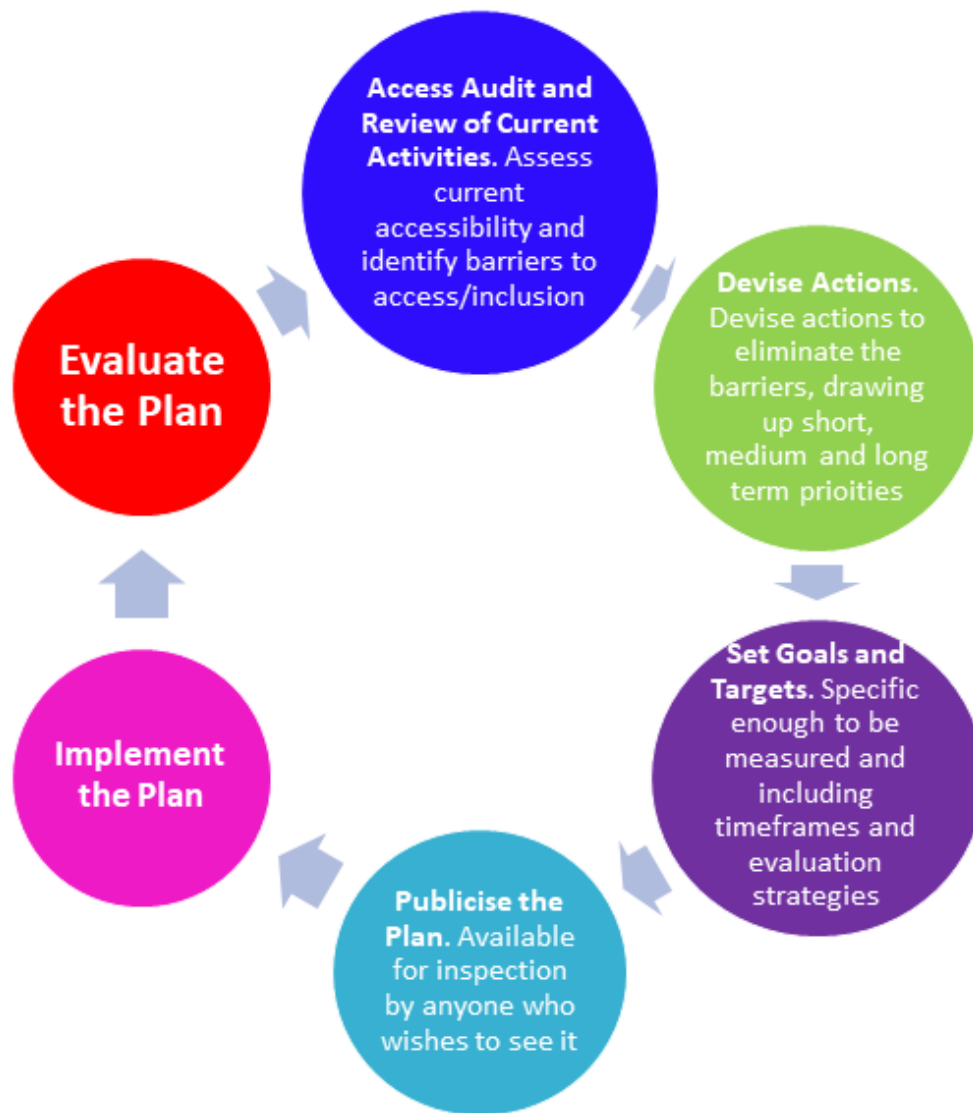 Access Audit and
Review of Current
Activities. Assess
current
accessibility and
identify barriers to
access/inclusion
Devise Actions.
Devise actions to
eliminate the
barriers, drawing
up short,
medium and long
term prioities
Set Goals and
Targets. Specific
enough to be
measured and
including
timeframes and
evaluation
strategies
Publicise the
Plan. Available
for inspection
by anyone who
wishes to see it
Implement
the Plan
Evaluate
the Plan